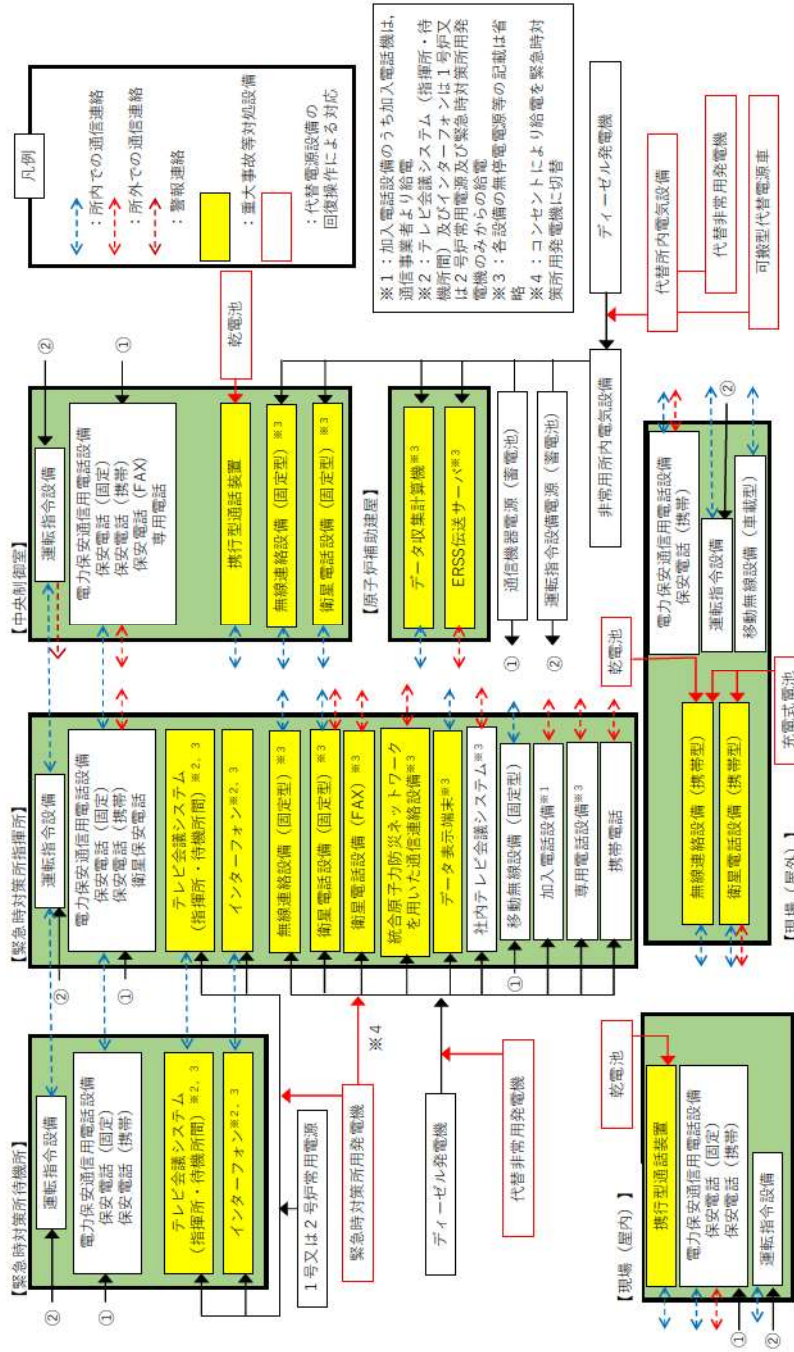 【緊急時対策所待機所】
②
運転指令設備
電力保安通信用電話設備
保安電話（固定）
保安電話（携帯）
①
テレビ会議システム
（指揮所・待機所間）※2，3
インターフォン※2，3
1号又は2号炉常用電源
緊急時対策所用発電機
※4
ディーゼル発電機
代替非常用発電機
【緊急時対策所指揮所】
運転指令設備
②
電力保安通信用電話設備
保安電話（固定）
保安電話（携帯）
衛星保安電話
①
テレビ会議システム
（指揮所・待機所間）※2，3
インターフォン※2，3
無線連絡設備（固定型）※3
衛星電話設備（固定型）※3
衛星電話設備（FAX）※3
統合原子力防災ネットワーク
を用いた通信連絡設備※3
データ表示端末※3
社内テレビ会議システム※3
移動無線設備（固定型）
①
加入電話設備※1
専用電話設備※3
携帯電話
【中央制御室】
運転指令設備
②
電力保安通信用電話設備
保安電話（固定）
保安電話（携帯）
保安電話（FAX）
専用電話
①
携行型通話装置
乾電池
無線連絡設備（固定型）※3
衛星電話設備（固定型）※3
【原子炉補助建屋】
データ収集計算機※3
ERSS伝送サーバ※3
①
通信機器電源（蓄電池）
②
運転指令設備電源（蓄電池）
非常用所内電気設備
ディーゼル発電機
代替所内電気設備
代替非常用発電機
可搬型代替電源車
凡例
：所内での通信連絡
：所外での通信連絡
：警報連絡
：重大事故等対処設備
：代替電源設備の
回復操作による対応
※1：加入電話設備のうち加入電話機は，
通信事業者より給電
※2：テレビ会議システム（指揮所・待
機所間）及びインターフォンは1号炉又
は2号炉常用電源及び緊急時対策所用発
電機のみからの給電
※3：各設備の無停電電源等の記載は省
略
※4：コンセントにより給電を緊急時対
策所用発電機に切替
【現場（屋内）】
携行型通話装置
乾電池
電力保安通信用電話設備
保安電話（固定）
保安電話（携帯）
①
運転指令設備
②
【現場（屋外）】
無線連絡設備（携帯型）
衛星電話設備（携帯型）
乾電池
充電式電池
電力保安通信用電話設備
保安電話（携帯）
運転指令設備
②
移動無線設備（車載型）